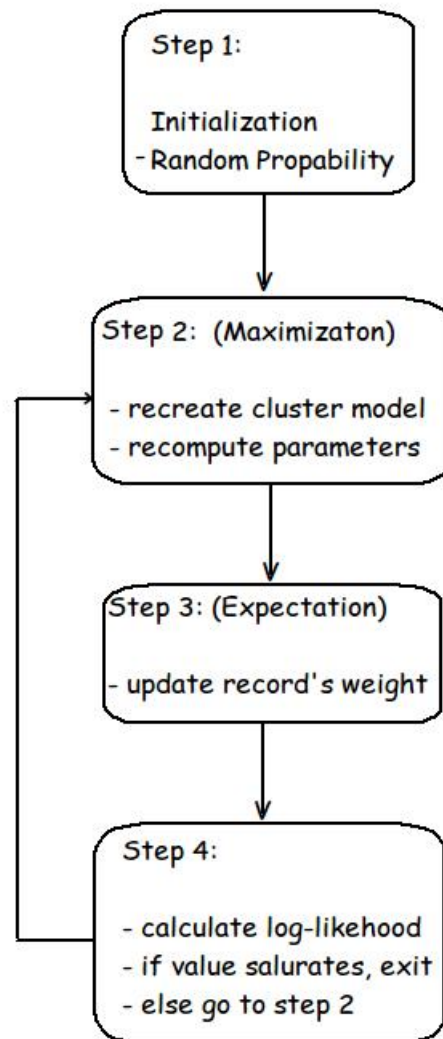 Step 1:
Initialization
- Random Propability
Step 2: (Maximizaton)
- recreate cluster model
- recompute parameters
Step 3: (Expectation)
- update record's weight
Step 4:
- calculate log-likehood
- if value salurates, exit
- else go to step 2